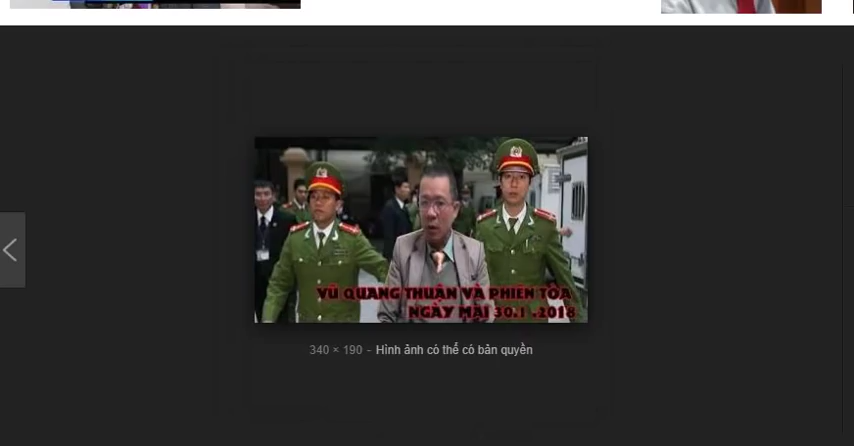 VŨ QUANG THUẬN VÀ PHIÊN TÒA
NGÀY MAI 30.1 .2018
340 × 190 - Hình ảnh có thể có bản quyền